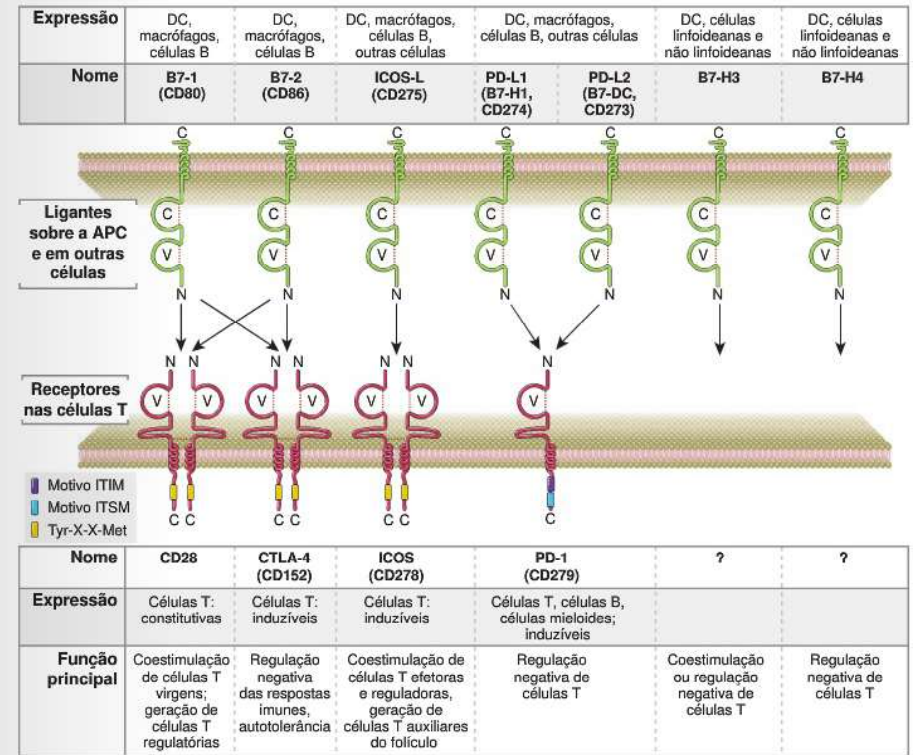 Expressão
DC,
macrófagos,
células B
DC,
macrófagos,
células B
DC, macrófagos,
células B,
outras células
DC, macrófagos,
células B, outras células
DC, células
linfoideanas e
não linfoideanas
DC, células
linfoideanas e
não linfoideanas
Nome
B7-1
(CD80)
B7-2
(CD86)
ICOS-L
(CD275)
PD-L1
(B7-H1,
CD274)
PD-L2
(B7-DC,
CD273)
B7-H3
B7-H4
C
C
C
C
C
C
C
Ligantes
sobre a APC
e em outras
células
C
C
C
C
C
C
C
V
V
V
V
V
V
V
N
N
N
N
N
N
N
N N
N N
N N
N
Receptores
nas células T
V V
V V
V V
V
Motivo ITIM
Motivo ITSM
Tyr-X-X-Met
C C
C C
C C
C
Nome
CD28
CTLA-4
(CD152)
ICOS
(CD278)
PD-1
(CD279)
?
?
Expressão
Células T:
constitutivas
Células T:
induzíveis
Células T:
induzíveis
Células T, células B,
células mieloides;
induzíveis
Função
principal
Coestimulação
de células T
virgens;
geração de
células T
regulatórias
Regulação
negativa
das respostas
imunes,
autotolerância
Coestimulação de
células T efetoras
e reguladoras,
geração de
células T auxiliares
do folículo
Regulação
negativa de
células T
Coestimulação
ou regulação
negativa de
células T
Regulação
negativa de
células T